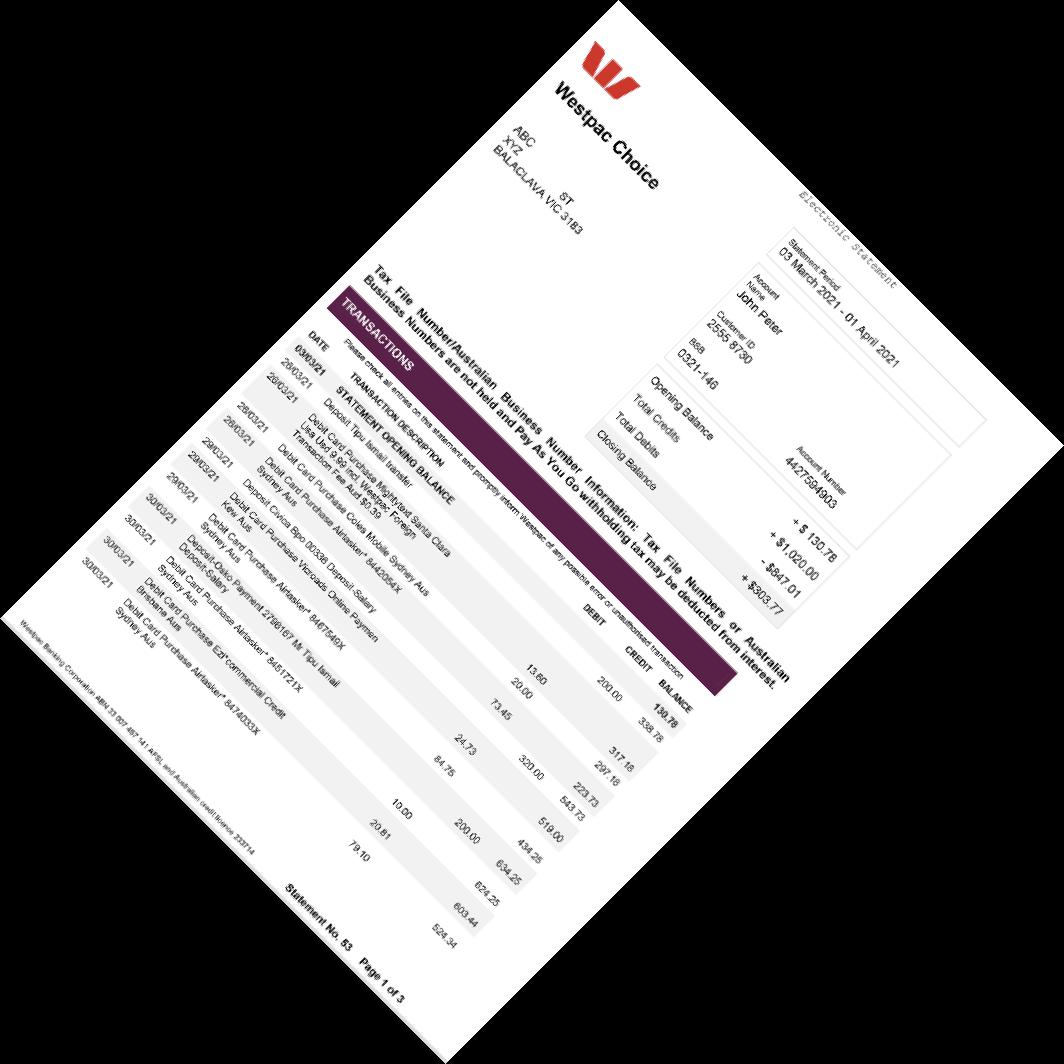 Westpac Choice
Electronic Statement
Statement Period
03 March 2021 - 01 April 2021
ABC
XYZ
ST
BALACLAVA VIC 3183
Account
Name
John Peter
Customer ID
2555 8730
BSB
0321-146
Account Number
4427594903
Opening Balance + $ 130.78
Total Credits + $1,020.00
Total Debits - $847.01
Closing Balance + $303.77
Tax File Number/Australian Business Number Information: Tax File Numbers or Australian
Business Numbers are not held and Pay As You Go withholding tax may be deducted from interest.
TRANSACTIONS
Please check all entries on this statement and promptly inform Westpac of any possible error or unauthorised transaction
DATE TRANSACTION DESCRIPTION DEBIT CREDIT BALANCE
03/03/21 STATEMENT OPENING BALANCE 130.78
26/03/21 Deposit Tipu Ismail transfer 200.00 338.78
26/03/21 Debit Card Purchase Mightytext Santa Clara
Usa Usd 9.99 Incl. Westpac Foreign
Transaction Fee Aud $0.39 13.60 317.18
28/03/21 Debit Card Purchase Coles Mobile Sydney Aus 20.00 297.18
28/03/21 Debit Card Purchase Airtasker* 8442054X
Sydney Aus 73.45 223.73
29/03/21 Deposit Civica Bpo 00336 Deposit-Salary 320.00 543.73
29/03/21 Debit Card Purchase Vicroads Online Paymen
Kew Aus 24.73 519.00
29/03/21 Debit Card Purchase Airtasker* 8467549X
Sydney Aus 84.75 434.25
30/03/21 Deposit-Osko Payment 2796167 Mr Tipu Ismail
Deposit-Salary 200.00 634.25
30/03/21 Debit Card Purchase Airtasker* 8451721X
Sydney Aus 10.00 624.25
30/03/21 Debit Card Purchase Ezi*commercial Credit
Brisbane Aus 20.81 603.44
30/03/21 Debit Card Purchase Airtasker* 8474033X
Sydney Aus 79.10 524.34
Westpac Banking Corporation ABN 33 007 457 141 AFSL and Australian credit licence 233714
Statement No. 53 Page 1 of 3